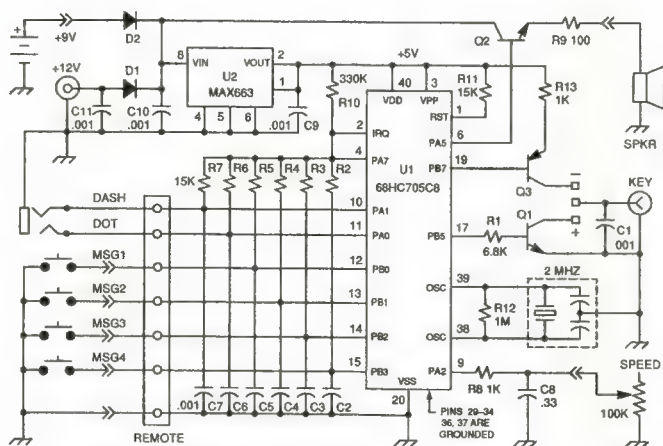 +9V
D2
Q2
R9 100
+12V
D1
8
VIN
VOUT
2
U2
MAX663
1
4
5
6
C11
.001
C10
.001
.001
C9
+5V
330K
R10
40
3
VDD
VPP
R11
15K
1
RST
R13
1K
SPKR
2
IRQ
6
PA5
4
PA7
U1
68HC705C8
19
PB7
Q3
–
KEY
R7
R6
R5
R4
R3
R2
15K
DASH
10
PA1
DOT
11
PA0
17
PB5
R1
6.8K
Q1
+
C1
001
MSG1
12
PB0
MSG2
13
PB1
39
OSC
2 MHZ
R12
1M
MSG3
14
PB2
38
OSC
MSG4
15
PB3
9
PA2
R8 1K
SPEED
.001
C7
C6
C5
C4
C3
C2
VSS
20
C8
.33
100K
REMOTE
PINS 29–34
36, 37 ARE
GROUNDED